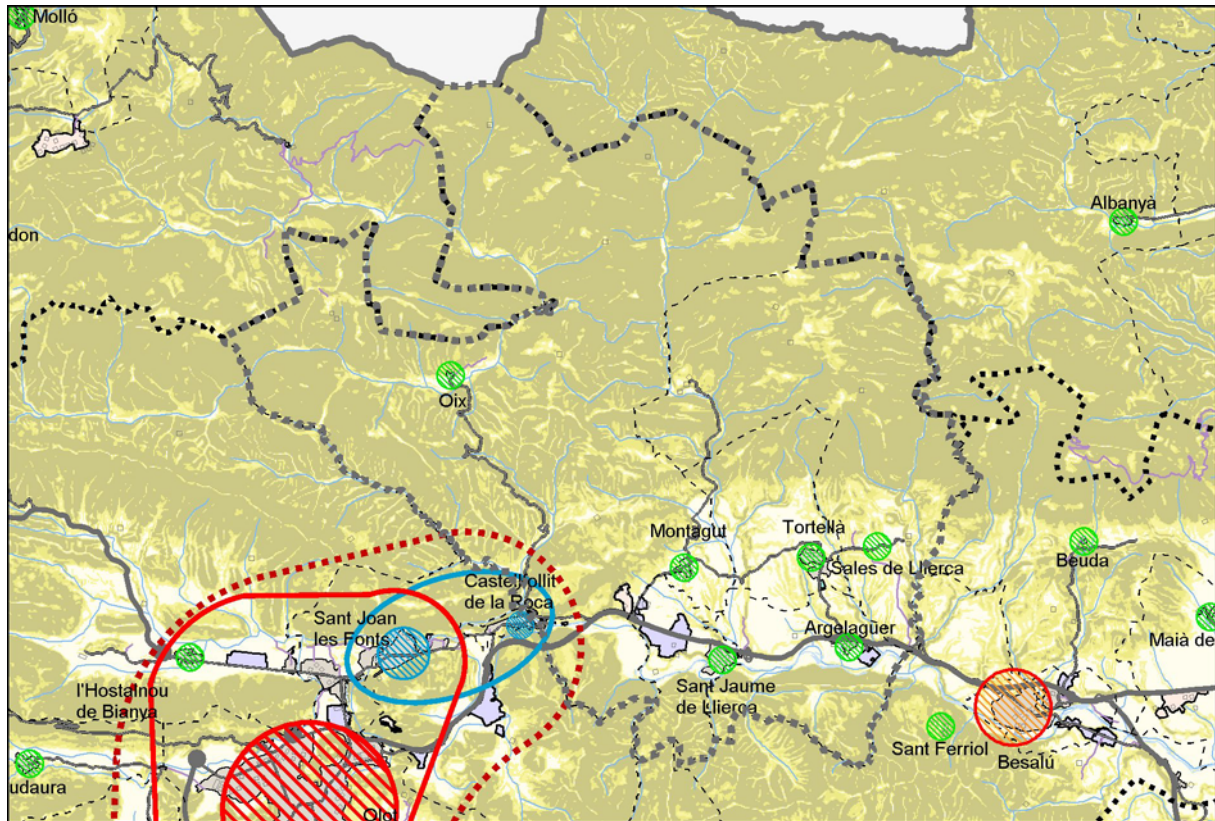 Molló
Albanyà
don
Oix
Montagut
Tortellà
Sales de Llierca
Beuda
Castellfollit
de la Roca
Sant Joan
les Fonts
Argelaguer
Maià de
l'Hostalnou
de Bianya
Sant Jaume
de Llierca
Sant Ferriol
Besalú
udaura
Olot